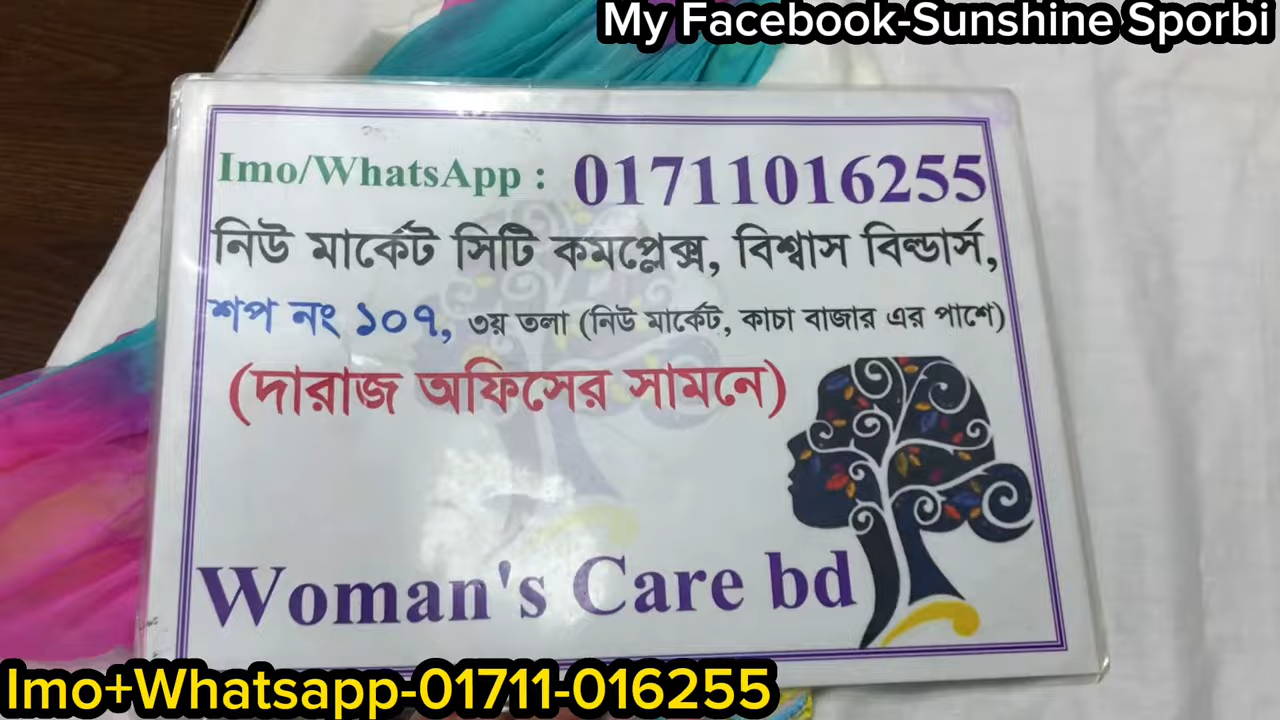 My Facebook-Sunshine Sporbi
Imo/WhatsApp : 01711016255
নিউ মার্কেট সিটি কমপ্লেক্স, বিশ্বাস বিল্ডার্স,
শপ নং ১০৭, ৩য় তলা (নিউ মার্কেট, কাচা বাজার এর পাশে)
(দারাজ অফিসের সামনে)
Woman's Care bd
Imo+Whatsapp-01711-016255